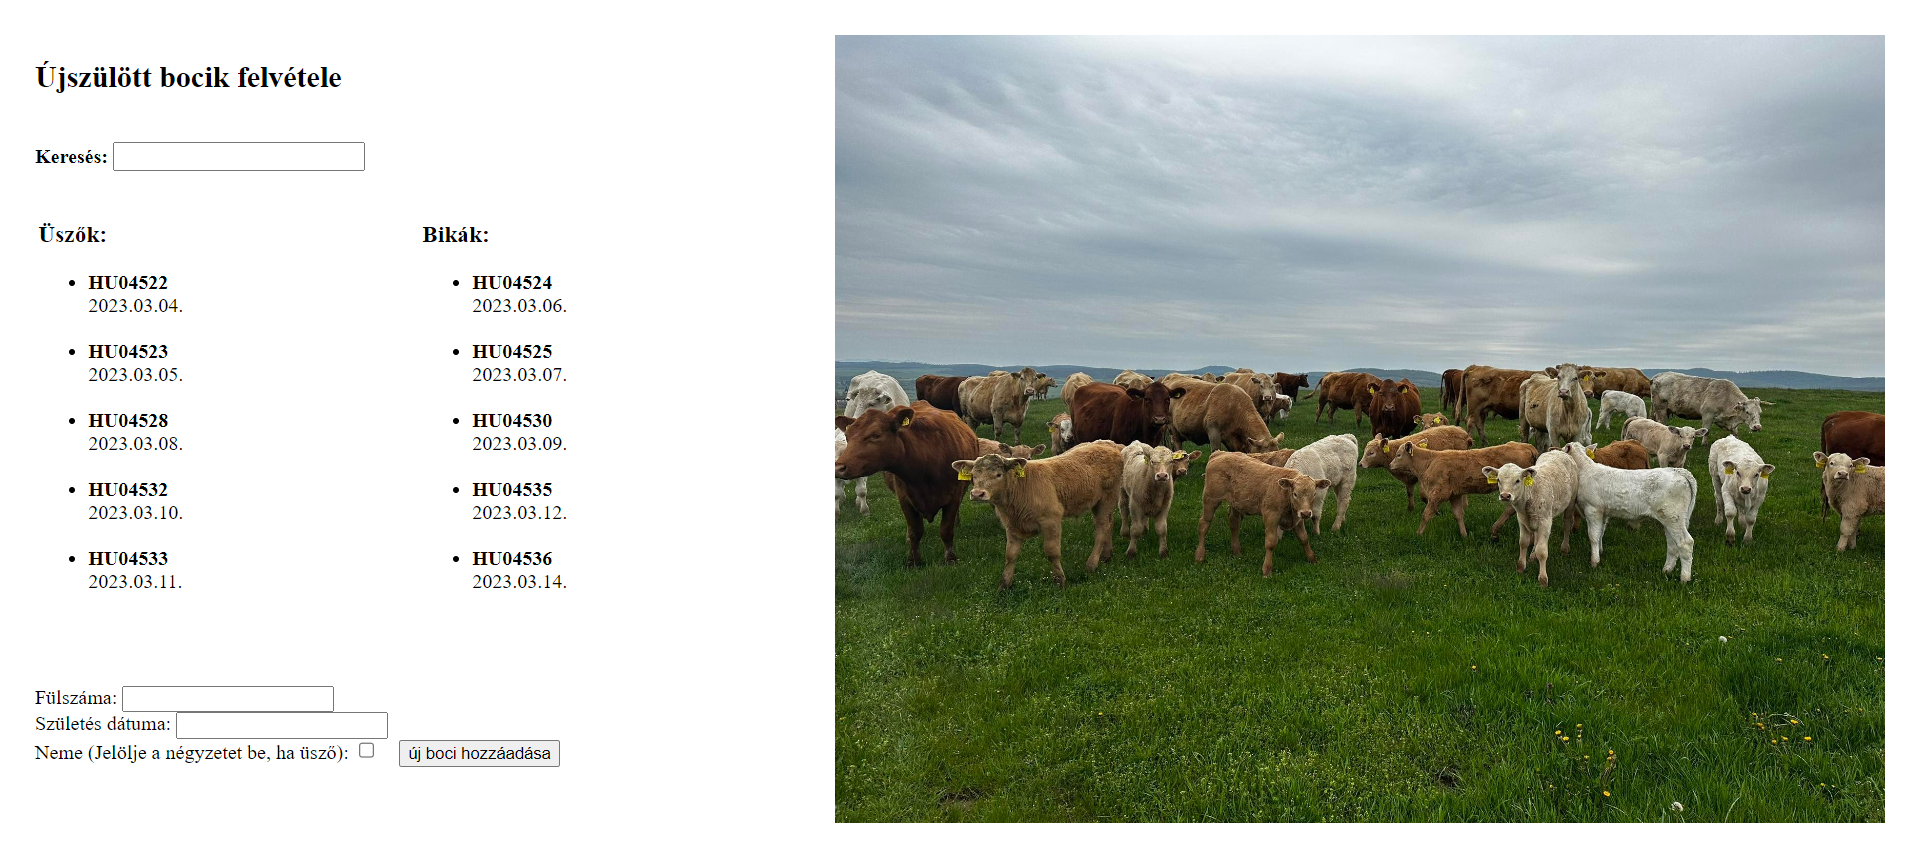 Újszülött bocik felvétele
Keresés:
Üszők:
HU04522
2023.03.04.
HU04523
2023.03.05.
HU04528
2023.03.08.
HU04532
2023.03.10.
HU04533
2023.03.11.
Bikák:
HU04524
2023.03.06.
HU04525
2023.03.07.
HU04530
2023.03.09.
HU04535
2023.03.12.
HU04536
2023.03.14.
Fülszáma:
Születés dátuma:
Neme (Jelölje a négyzetet be, ha üsző): új boci hozzáadása